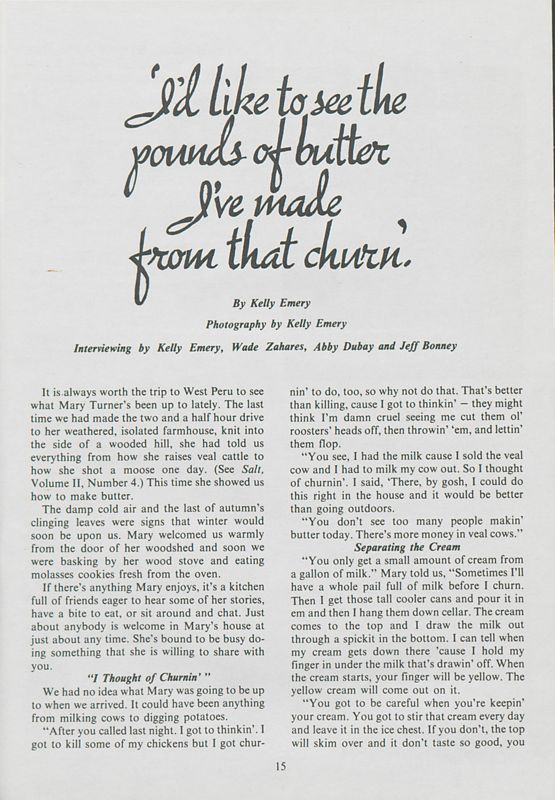 'I'd like to see the
pounds of butter
I've made
from that churn'.
By Kelly Emery
Photography by Kelly Emery
Interviewing by Kelly Emery, Wade Zahares, Abby Dubay and Jeff Bonney
It is always worth the trip to West Peru to see
what Mary Turner's been up to lately. The last
time we had made the two and a half hour drive
to her weathered, isolated farmhouse, knit into
the side of a wooded hill, she had told us
everything from how she raises veal cattle to
how she shot a moose one day. (See Salt,
Volume II, Number 4.) This time she showed us
how to make butter.
The damp cold air and the last of autumn's
clinging leaves were signs that winter would
soon be upon us. Mary welcomed us warmly
from the door of her woodshed and soon we
were basking by her wood stove and eating
molasses cookies fresh from the oven.
If there's anything Mary enjoys, it's a kitchen
full of friends eager to hear some of her stories,
have a bite to eat, or sit around and chat. Just
about anybody is welcome in Mary's house at
just about any time. She's bound to be busy do-
ing something that she is willing to share with
you.
"I Thought of Churnin' "
We had no idea what Mary was going to be up
to when we arrived. It could have been anything
from milking cows to digging potatoes.
"After you called last night. I got to thinkin'. I
got to kill some of my chickens but I got chur-
nin' to do, too, so why not do that. That's better
than killing, cause I got to thinkin' — they might
think I'm damn cruel seeing me cut them ol'
roosters' heads off, then throwin' 'em, and lettin'
them flop.
"You see, I had the milk cause I sold the veal
cow and I had to milk my cow out. So I thought
of churnin'. I said, 'There, by gosh, I could do
this right in the house and it would be better
than going outdoors.
"You don't see too many people makin'
butter today. There's more money in veal cows."
Separating the Cream
"You only get a small amount of cream from
a gallon of milk." Mary told us, "Sometimes I'll
have a whole pail full of milk before I churn.
Then I get those tall cooler cans and pour it in
em and then I hang them down cellar. The cream
comes to the top and I draw the milk out
through a spickit in the bottom. I can tell when
my cream gets down there 'cause I hold my
finger in under the milk that's drawin' off. When
the cream starts, your finger will be yellow. The
yellow cream will come out on it.
"You got to be careful when you're keepin'
your cream. You got to stir that cream every day
and leave it in the ice chest. If you don't, the top
will skim over and it don't taste so good, you
15